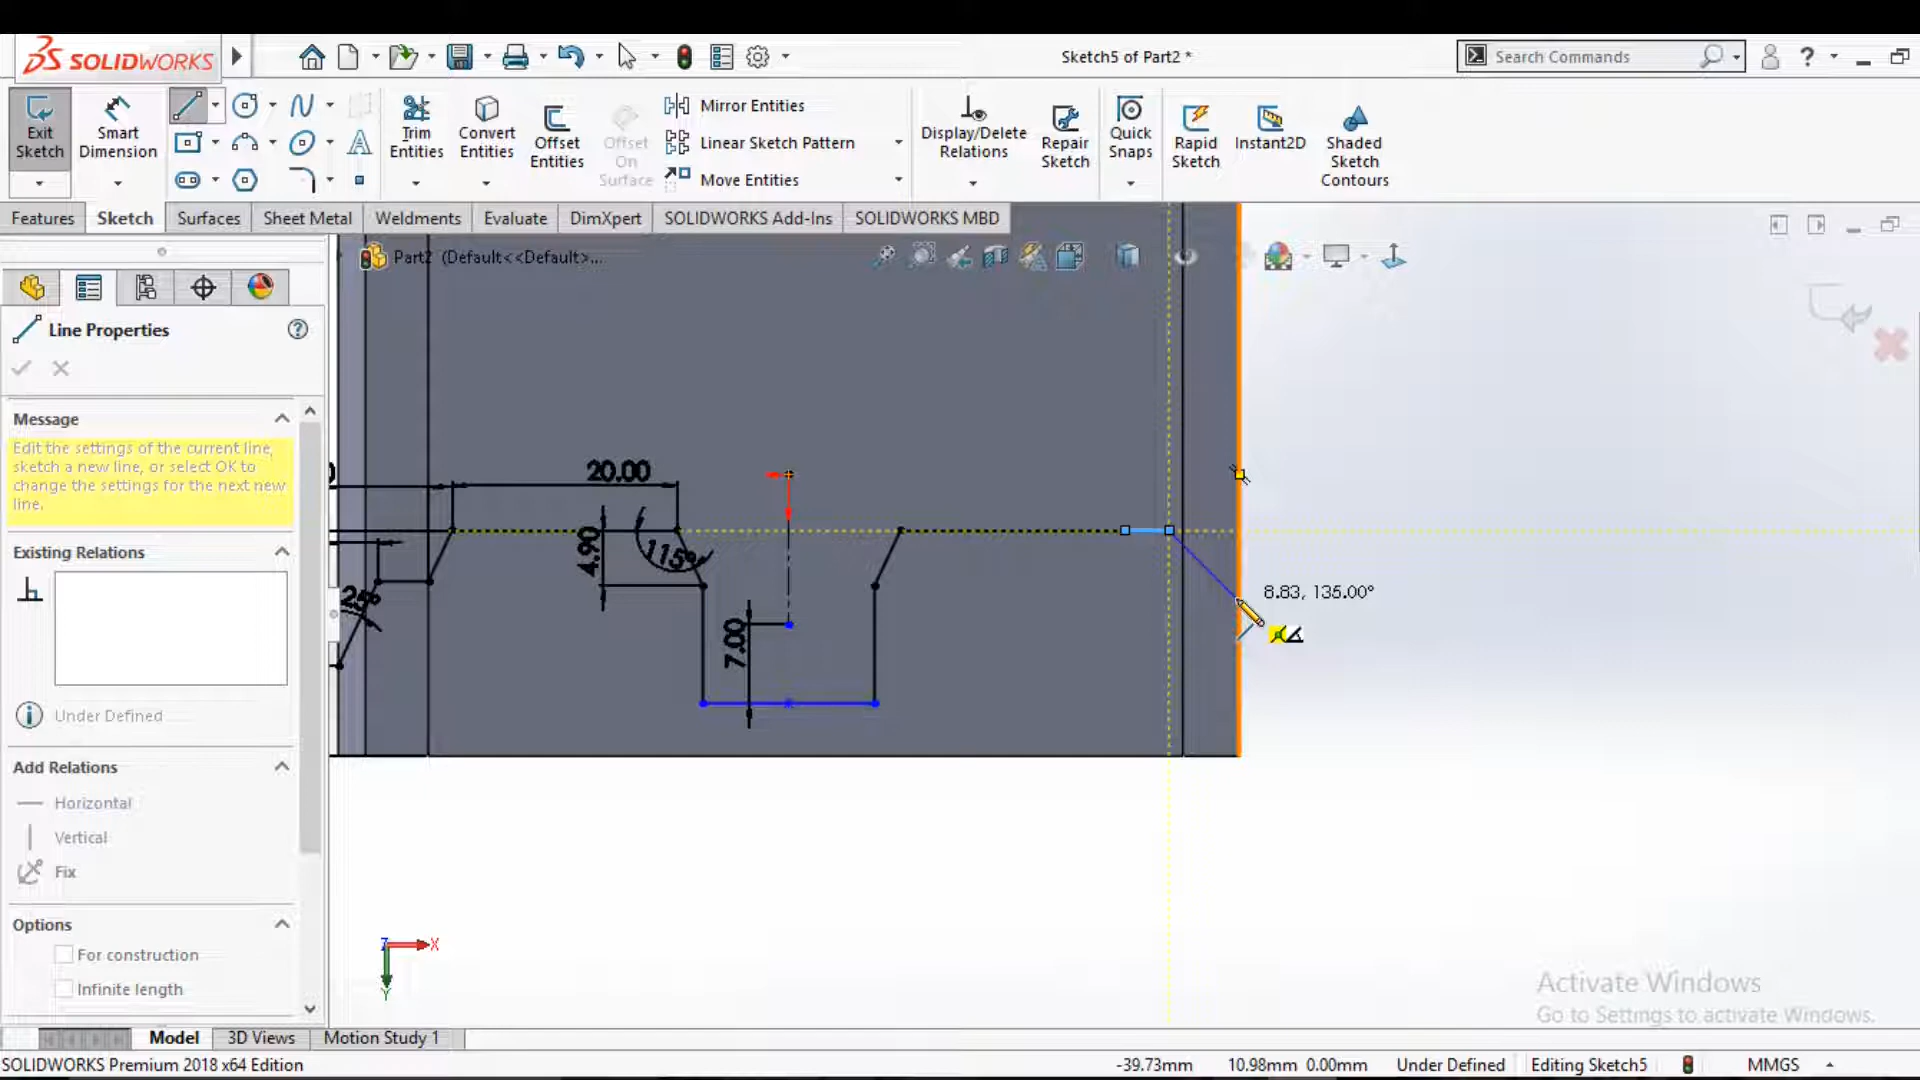 SOLIDWORKS
Sketch5 of Part2 *
Search Commands
?
Exit
Sketch
Smart
Dimension
Trim
Entities
Convert
Entities
Offset
Entities
Offset
On
Surface
Mirror Entities
Linear Sketch Pattern
Move Entities
Display/Delete
Relations
Repair
Sketch
Quick
Snaps
Rapid
Sketch
Instant2D
Shaded
Sketch
Contours
Features
Sketch
Surfaces
Sheet Metal
Weldments
Evaluate
DimXpert
SOLIDWORKS Add-Ins
SOLIDWORKS MBD
Part2 (Default<<Default>...
Line Properties
?
Message
Edit the settings of the current line,
sketch a new line, or select OK to
change the settings for the next new
line.
Existing Relations
Under Defined
Add Relations
Horizontal
Vertical
Fix
Options
For construction
Infinite length
20.00
4.90
115°
25°
7.00
8.83, 135.00°
Z
X
Y
Activate Windows
Go to Settings to activate Windows.
Model
3D Views
Motion Study 1
SOLIDWORKS Premium 2018 x64 Edition
-39.73mm
10.98mm 0.00mm
Under Defined
Editing Sketch5
MMGS